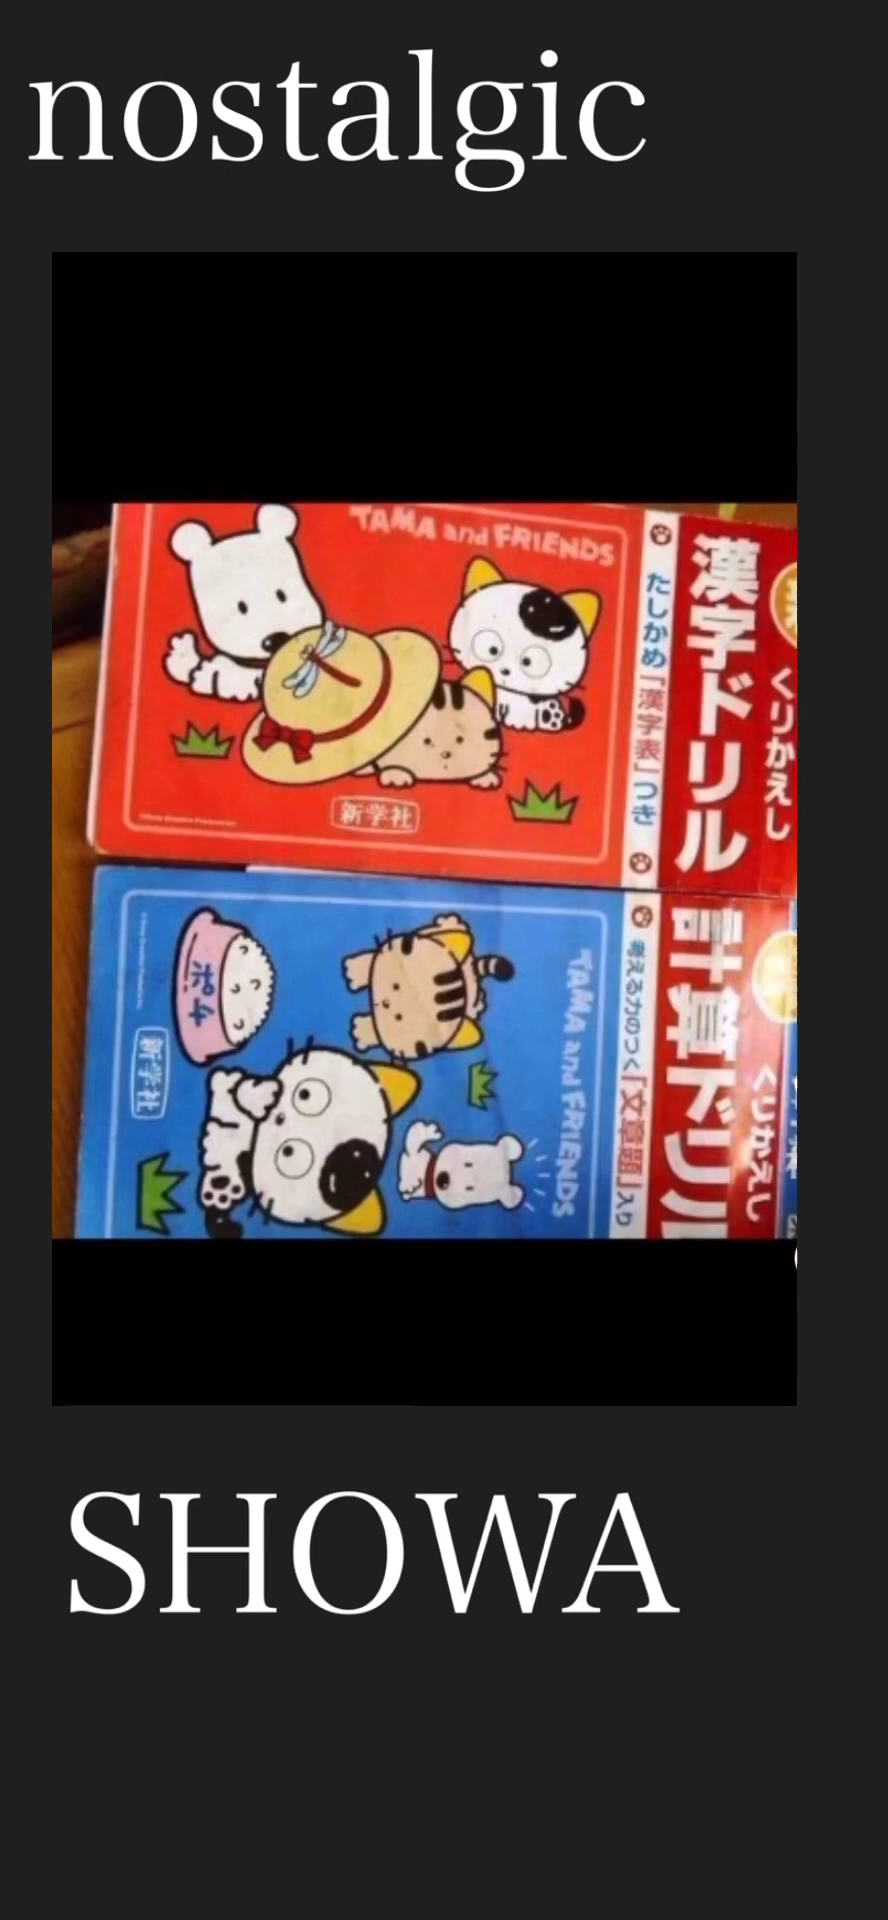 nostalgic
TAMA and FRIENDS
くりかえし
漢字ドリル
たしかめ「漢字表」つき
新学社
くりかえし
計算ドリル
考える力のつく「文章題」入り
TAMA and FRIENDS
ポチ
新学社
SHOWA